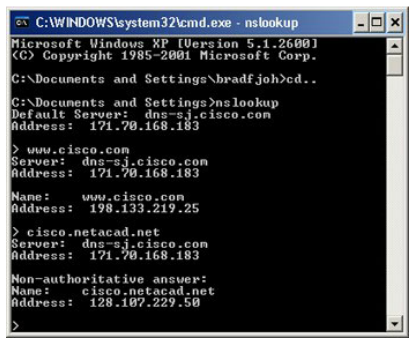 C:\WINDOWS\system32\cmd.exe - nslookup
Microsoft Windows XP [Version 5.1.2600]
(C) Copyright 1985-2001 Microsoft Corp.
C:\Documents and Settings\bradfjoh>cd..
C:\Documents and Settings>nslookup
Default Server:  dns-sj.cisco.com
Address:  171.70.168.183
> www.cisco.com
Server:  dns-sj.cisco.com
Address:  171.70.168.183
Name:    www.cisco.com
Address:  198.133.219.25
> cisco.netacad.net
Server:  dns-sj.cisco.com
Address:  171.70.168.183
Non-authoritative answer:
Name:    cisco.netacad.net
Address:  128.107.229.50
>